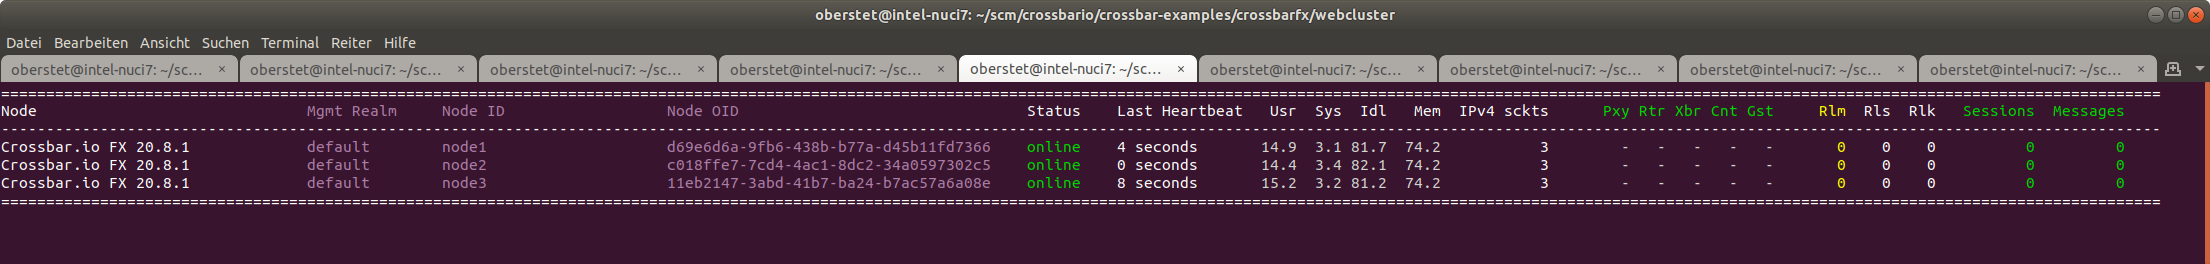 oberstet@intel-nuci7: ~/scm/crossbario/crossbar-examples/crossbarfx/webcluster
Datei Bearbeiten Ansicht Suchen Terminal Reiter Hilfe
oberstet@intel-nuci7: ~/sc… × oberstet@intel-nuci7: ~/sc… × oberstet@intel-nuci7: ~/sc… × oberstet@intel-nuci7: ~/sc… × oberstet@intel-nuci7: ~/sc… × oberstet@intel-nuci7: ~/sc… × oberstet@intel-nuci7: ~/sc… × oberstet@intel-nuci7: ~/sc… × oberstet@intel-nuci7: ~/sc… ×
Node Mgmt Realm Node ID Node OID Status Last Heartbeat Usr Sys Idl Mem IPv4 sckts Pxy Rtr Xbr Cnt Gst Rlm Rls Rlk Sessions Messages
Crossbar.io FX 20.8.1 default node1 d69e6d6a-9fb6-438b-b77a-d45b11fd7366 online 4 seconds 14.9 3.1 81.7 74.2 3 - - - - - 0 0 0 0 0
Crossbar.io FX 20.8.1 default node2 c018ffe7-7cd4-4ac1-8dc2-34a0597302c5 online 0 seconds 14.4 3.4 82.1 74.2 3 - - - - - 0 0 0 0 0
Crossbar.io FX 20.8.1 default node3 11eb2147-3abd-41b7-ba24-b7ac57a6a08e online 8 seconds 15.2 3.2 81.2 74.2 3 - - - - - 0 0 0 0 0